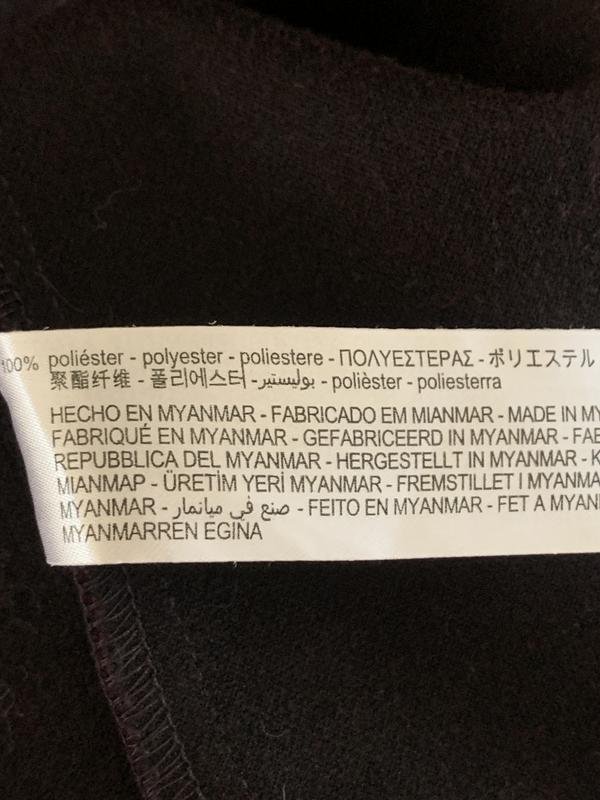 100% poliéster - polyester - poliestere - ΠΟΛΥΕΣΤΕΡΑΣ - ポリエステル
聚酯纤维 - 폴리에스터 -بوليستير - polièster - poliesterra
HECHO EN MYANMAR - FABRICADO EM MIANMAR - MADE IN MY
FABRIQUÉ EN MYANMAR - GEFABRICEERD IN MYANMAR - FAB
REPUBBLICA DEL MYANMAR - HERGESTELLT IN MYANMAR - K
МІАНМАР - ÜRETİM YERİ MYANMAR - FREMSTILLET I MYANMA
MYANMAR - صنع في ميانمار - FEITO EN MYANMAR - FET A MYAN
MYANMARREN EGINA